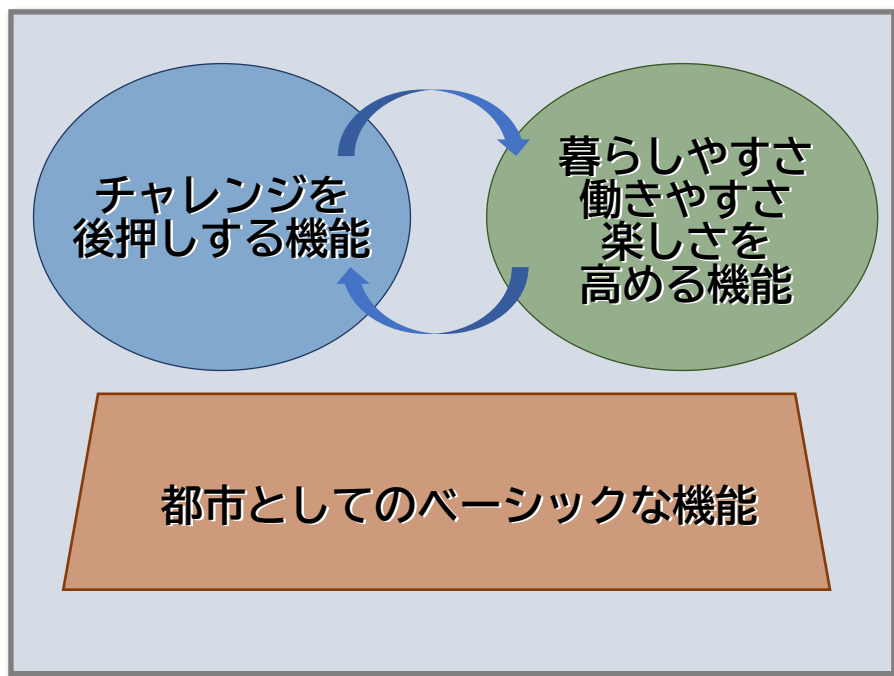 チャレンジを
後押しする機能
暮らしやすさ
働きやすさ
楽しさを
高める機能
都市としてのベーシックな機能